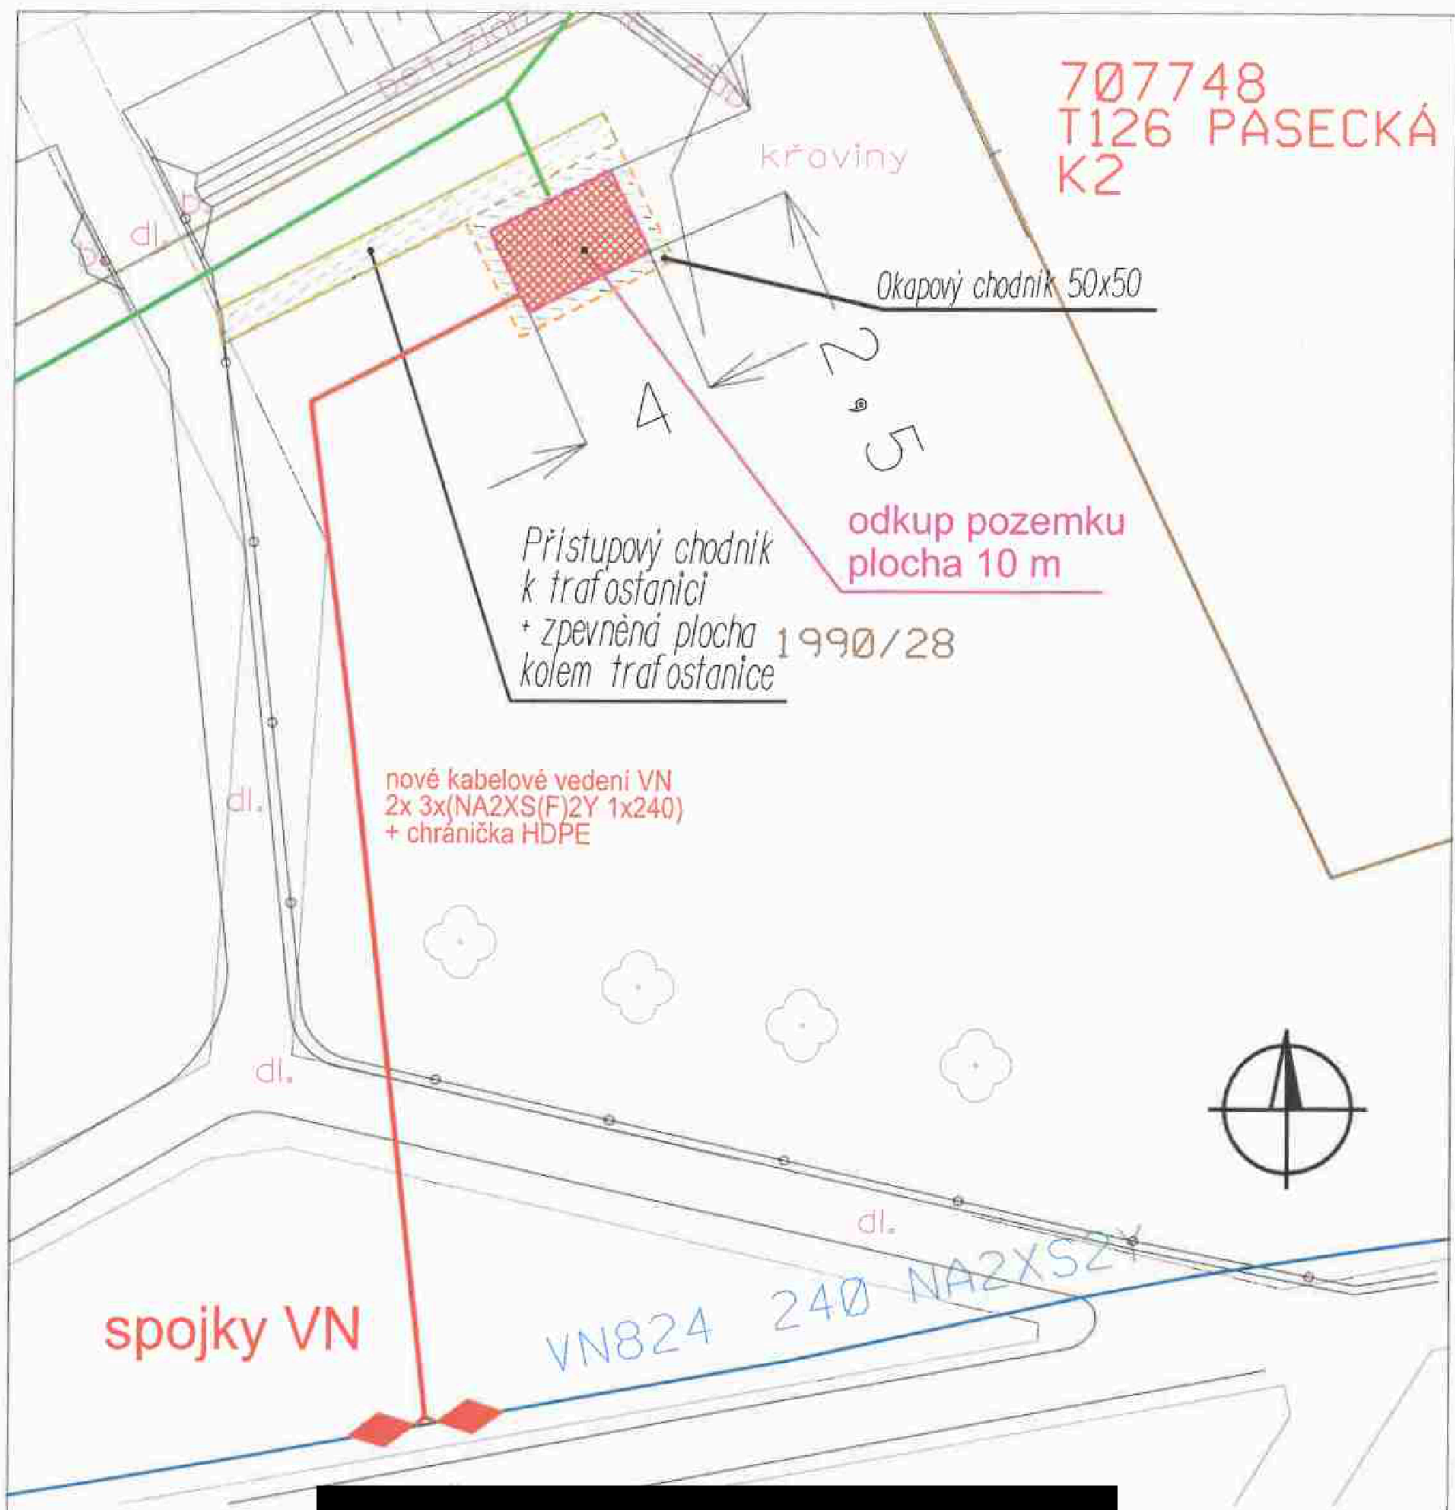 707748
T126 PASECKÁ
K2
křoviny
b.
dl.
b.
Okapový chodník 50x50
2,5
4
odkup pozemku
plocha 10 m
Přístupový chodník
k trafostanici
+ zpevněná plocha
kolem trafostanice
1990/28
nové kabelové vedení VN
2x 3x(NA2XS(F)2Y 1x240)
+ chránička HDPE
dl.
dl.
dl.
VN824 240 NA2XS2Y
spojky VN